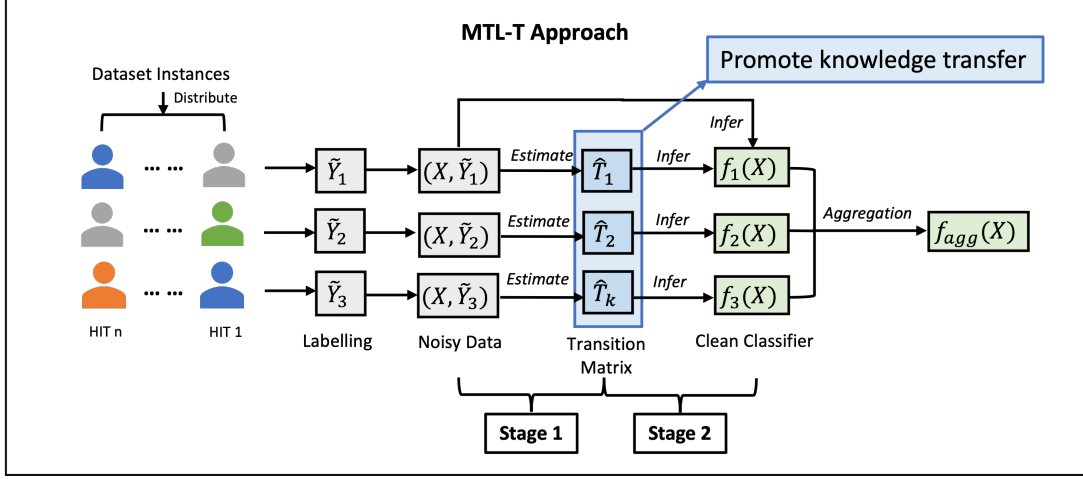 MTL-T Approach
Promote knowledge transfer
Dataset Instances
Distribute
Infer
... ...
Ỹ₁
(X, Ỹ₁)
Estimate
T̂₁
Infer
f₁(X)
... ...
Ỹ₂
(X, Ỹ₂)
Estimate
T̂₂
Infer
f₂(X)
Aggregation
f_agg(X)
... ...
Ỹ₃
(X, Ỹ₃)
Estimate
T̂ₖ
Infer
f₃(X)
HIT n
HIT 1
Labelling
Noisy Data
Transition
Matrix
Clean Classifier
Stage 1
Stage 2